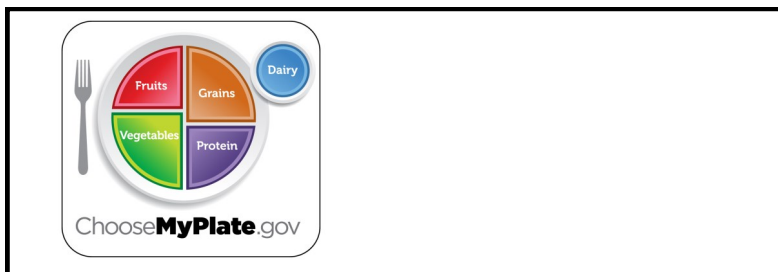 Dairy
Fruits
Grains
Vegetables
Protein
ChooseMyPlate.gov